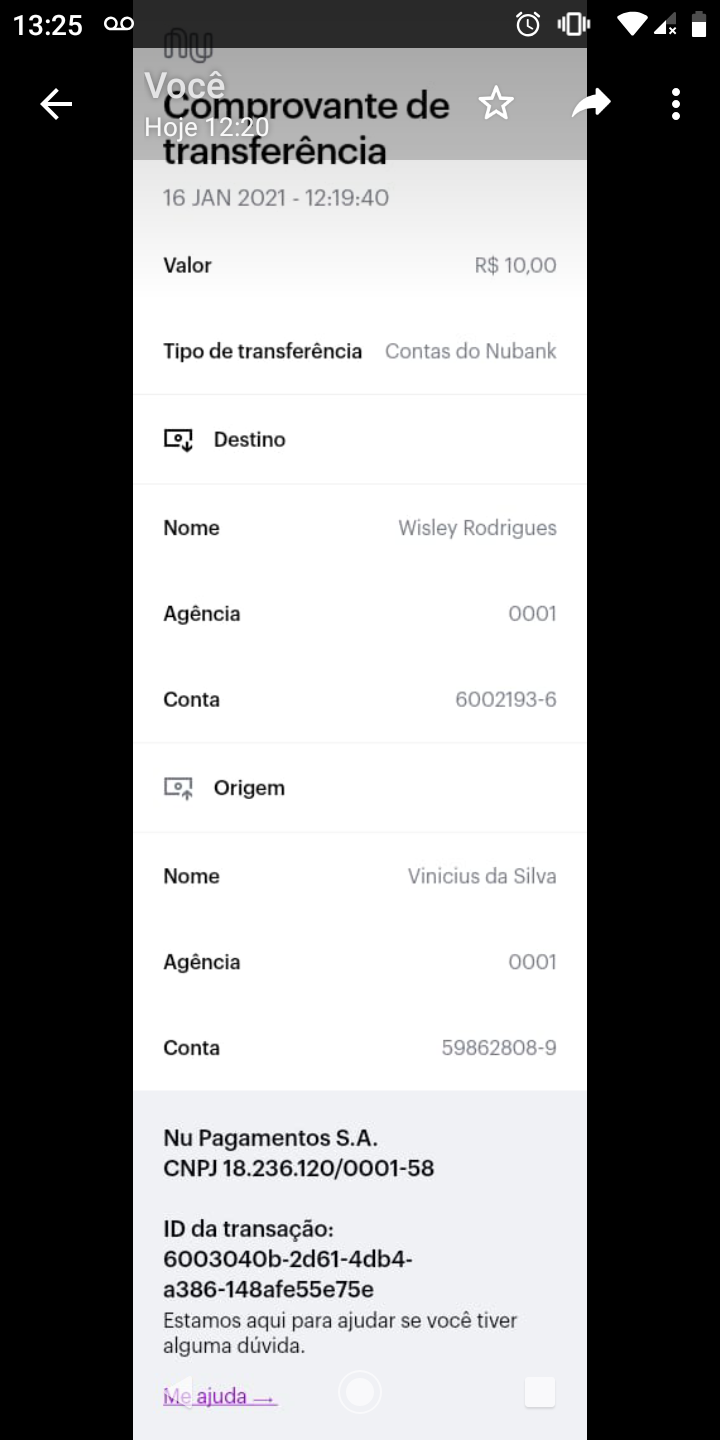 13:25
nu
Você
Hoje 12:20
Comprovante de
transferência
16 JAN 2021 - 12:19:40
Valor R$ 10,00
Tipo de transferência Contas do Nubank
Destino
Nome Wisley Rodrigues
Agência 0001
Conta 6002193-6
Origem
Nome Vinicius da Silva
Agência 0001
Conta 59862808-9
Nu Pagamentos S.A.
CNPJ 18.236.120/0001-58
ID da transação:
6003040b-2d61-4db4-
a386-148afe55e75e
Estamos aqui para ajudar se você tiver
alguma dúvida.
Me ajuda →